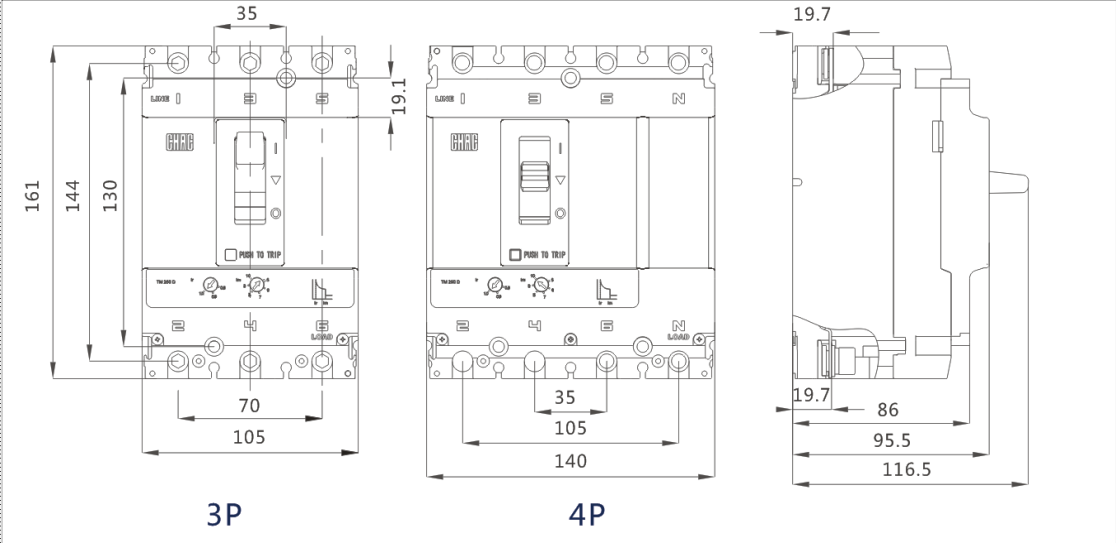 35
19.7
LINE 1 3 5
LINE 1 3 5 N
19.1
161
144
130
PUSH TO TRIP
PUSH TO TRIP
2 4 6
LOAD
2 4 6 N
LOAD
70
105
35
105
140
19.7
86
95.5
116.5
3P
4P